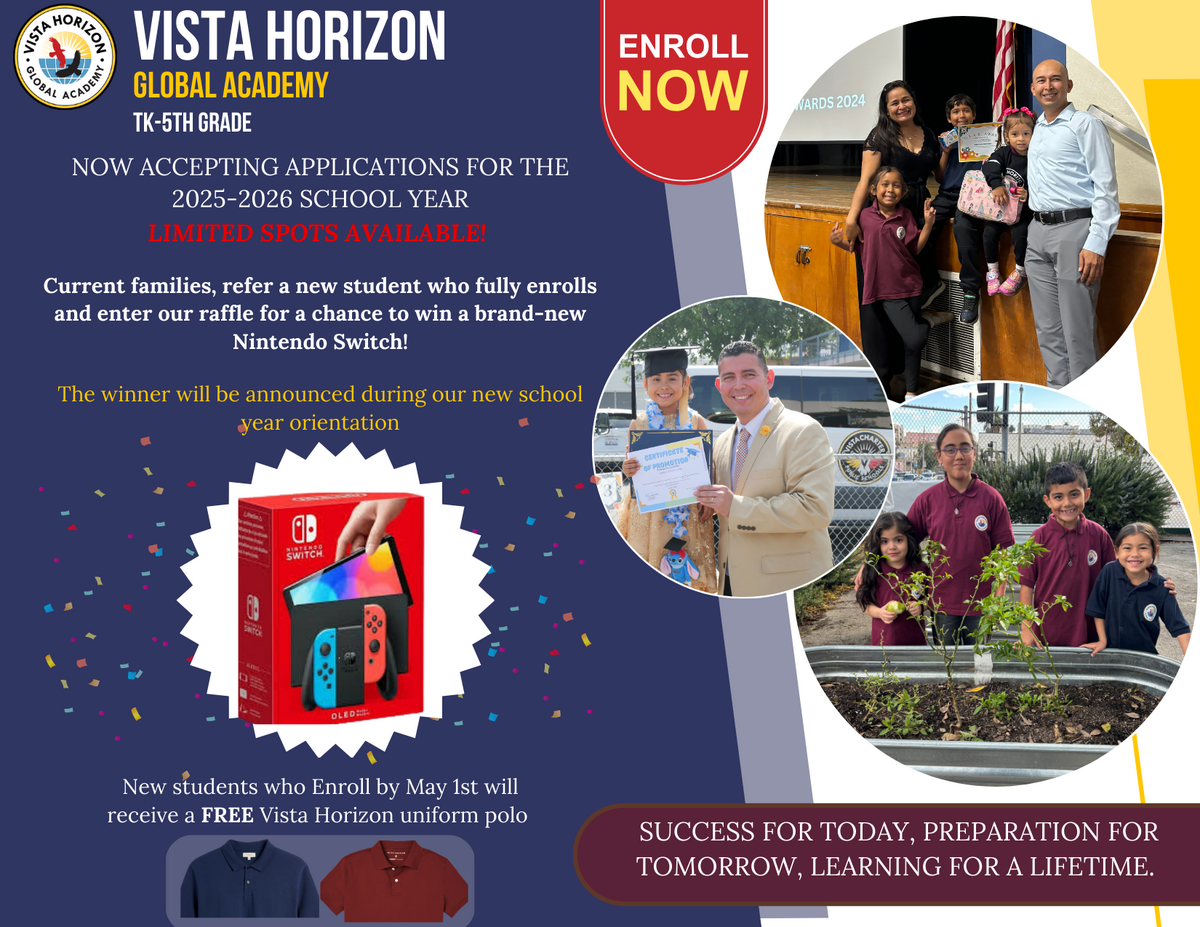 VISTA HORIZON
GLOBAL ACADEMY
VISTA HORIZON
GLOBAL ACADEMY
TK-5TH GRADE
NOW ACCEPTING APPLICATIONS FOR THE
2025-2026 SCHOOL YEAR
LIMITED SPOTS AVAILABLE!
Current families, refer a new student who fully enrolls
and enter our raffle for a chance to win a brand-new
Nintendo Switch!
The winner will be announced during our new school
year orientation
NINTENDO
SWITCH
NINTENDO
SWITCH
OLED
New students who Enroll by May 1st will
receive a FREE Vista Horizon uniform polo
ENROLL
NOW
WARDS 2024
CERTIFICATE
OF PROMOTION
VISTA CHARTER
SUCCESS FOR TODAY, PREPARATION FOR
TOMORROW, LEARNING FOR A LIFETIME.